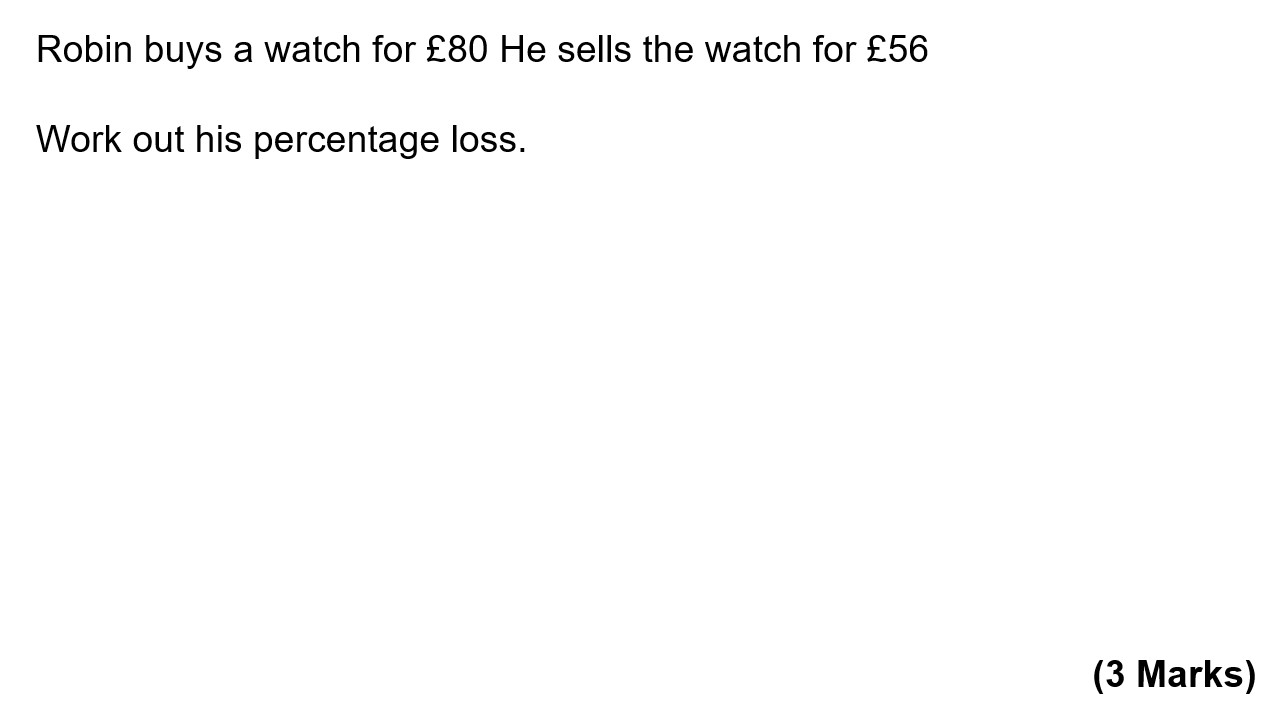 Robin buys a watch for £80 He sells the watch for £56
Work out his percentage loss.
(3 Marks)